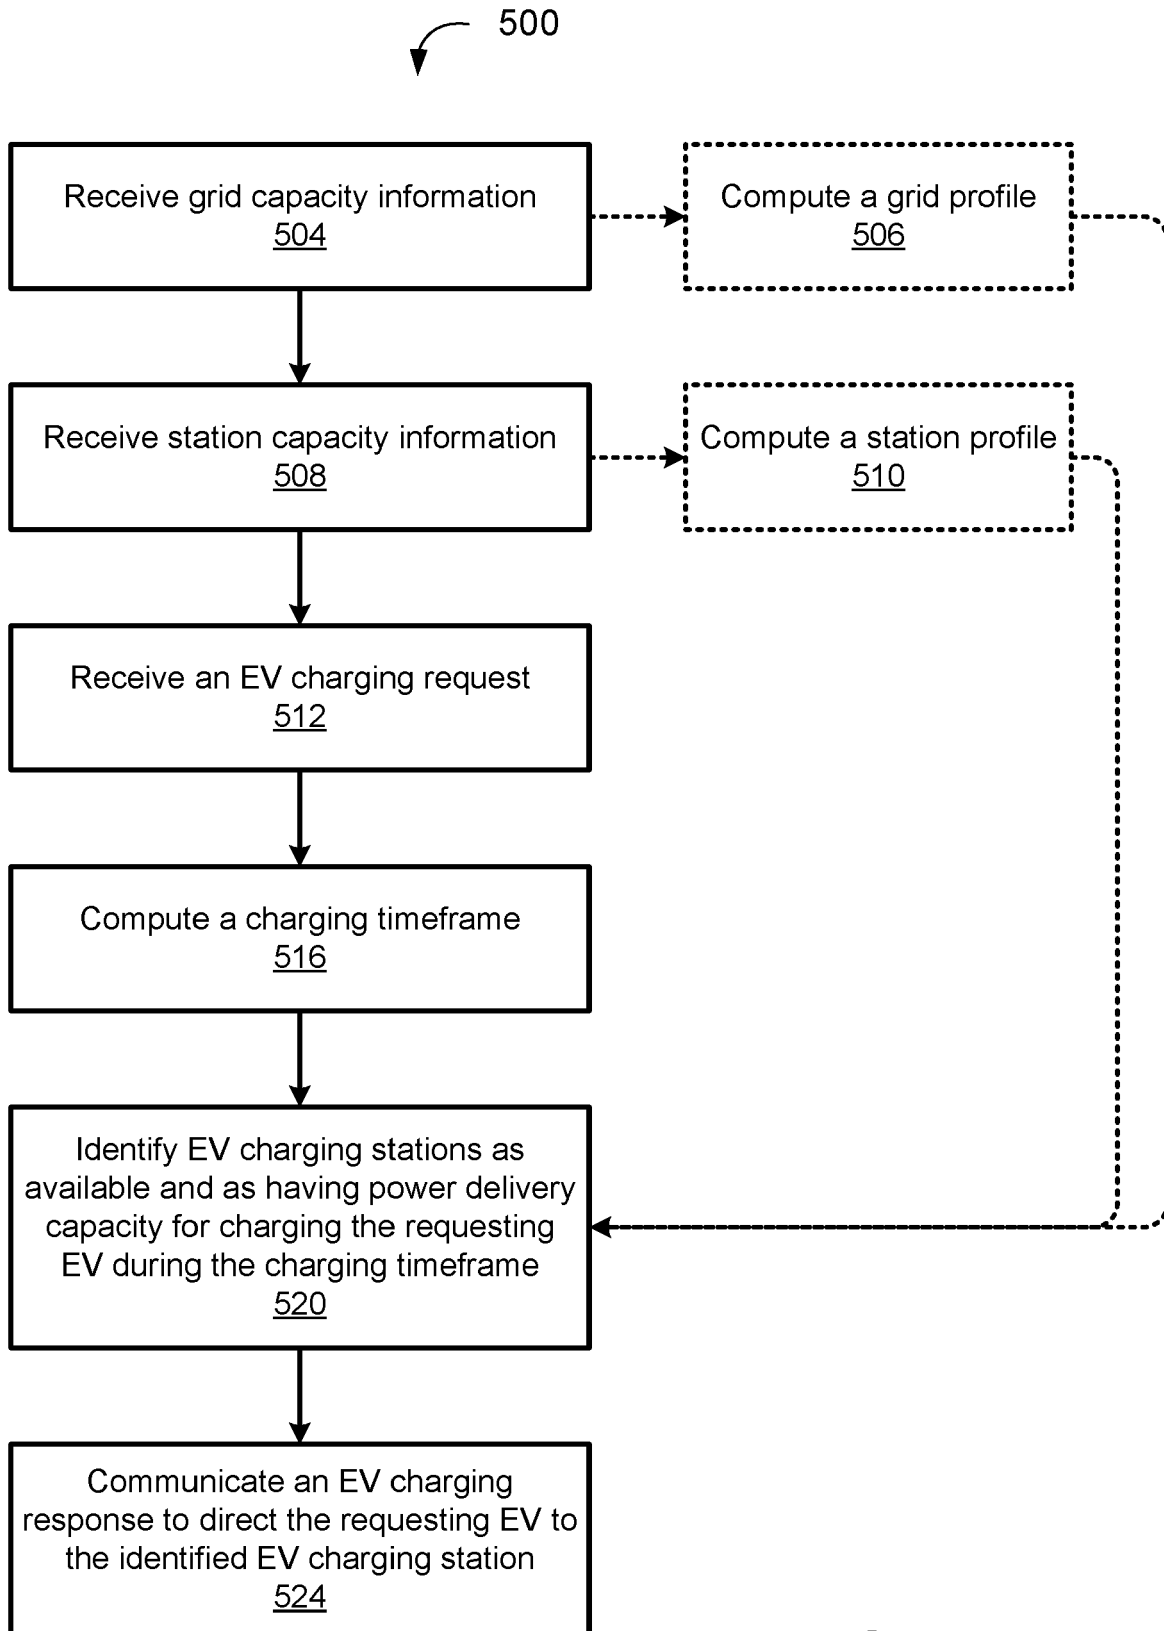 500
Receive grid capacity information
504
Compute a grid profile
506
Receive station capacity information
508
Compute a station profile
510
Receive an EV charging request
512
Compute a charging timeframe
516
Identify EV charging stations as
available and as having power delivery
capacity for charging the requesting
EV during the charging timeframe
520
Communicate an EV charging
response to direct the requesting EV to
the identified EV charging station
524